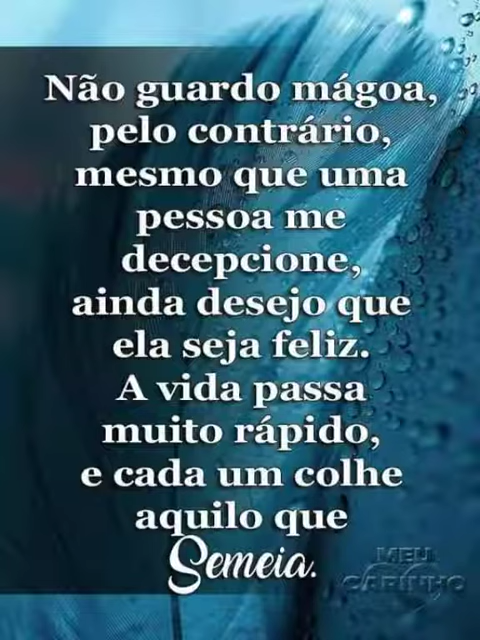 Não guardo mágoa,
pelo contrário,
mesmo que uma
pessoa me
decepcione,
ainda desejo que
ela seja feliz.
A vida passa
muito rápido,
e cada um colhe
aquilo que
Semeia.
MEU
CARINHO